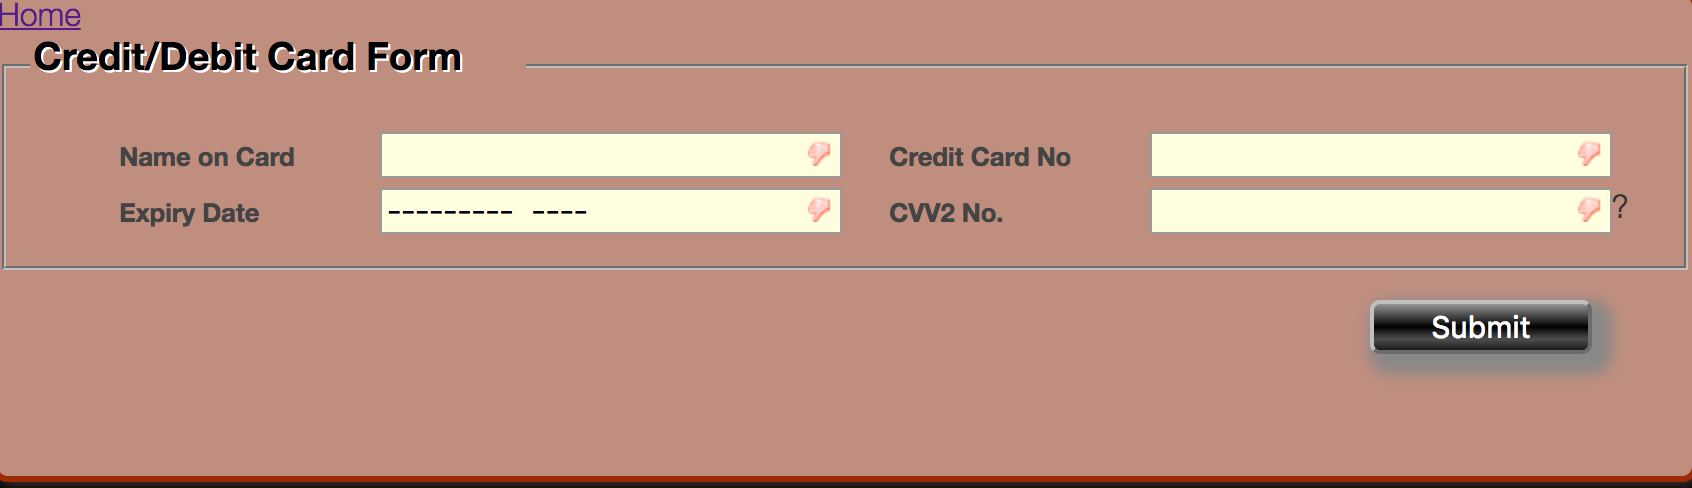 Home
Credit/Debit Card Form
Name on Card
Credit Card No
Expiry Date
--------- ----
CVV2 No.
?
Submit